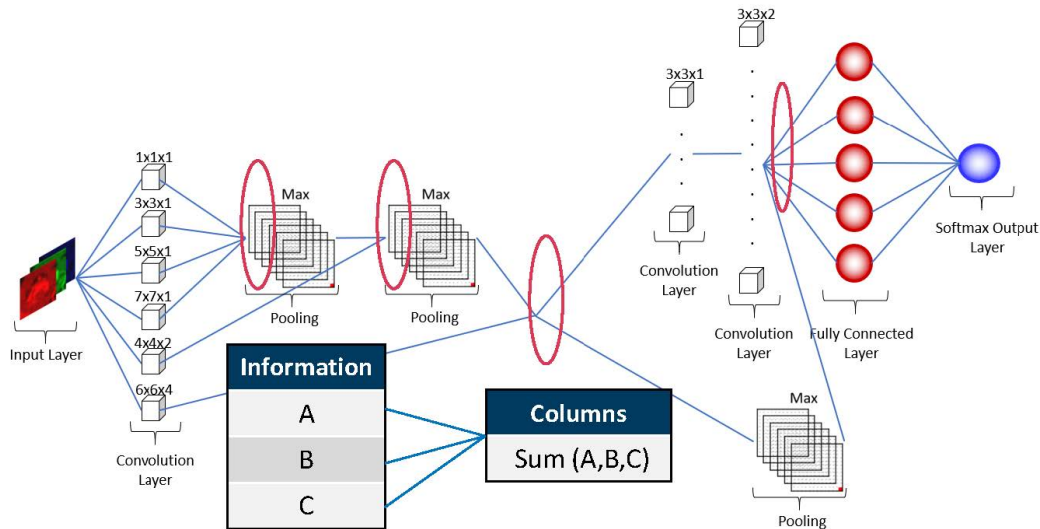 3x3x2
3x3x1
1x1x1
Max
Max
3x3x1
5x5x1
7x7x1
Softmax Output
Layer
Convolution
Layer
Pooling
Pooling
Convolution
Layer
Fully Connected
Layer
Input Layer
4x4x2
6x6x4
Convolution
Layer
Information
A
B
C
Columns
Sum (A,B,C)
Max
Pooling